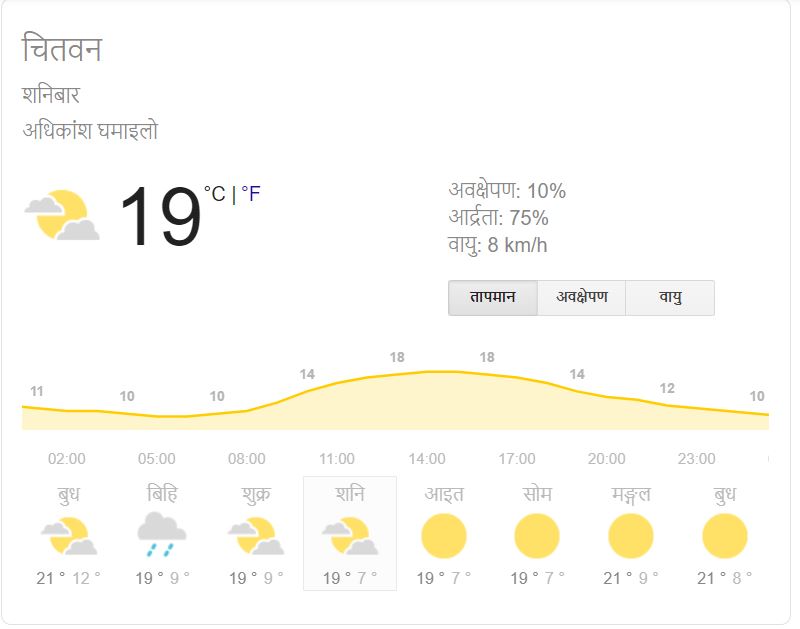 चितवन
शनिबार
अधिकांश घमाइलो
19 °C | °F
अवक्षेपण: 10%
आर्द्रता: 75%
वायु: 8 km/h
तापमान अवक्षेपण वायु
11 10 10 14 18 18 14 12 10
02:00 05:00 08:00 11:00 14:00 17:00 20:00 23:00
बुध बिहि शुक्र शनि आइत सोम मङ्गल बुध
21 ° 12 ° 19 ° 9 ° 19 ° 9 ° 19 ° 7 ° 19 ° 7 ° 19 ° 7 ° 21 ° 9 ° 21 ° 8 °